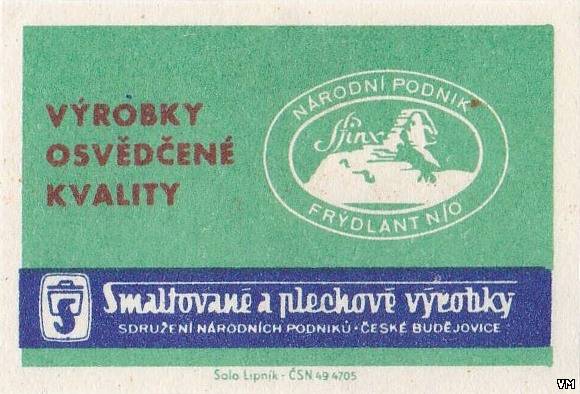 VÝROBKY
OSVĚDČENÉ
KVALITY
NÁRODNÍ PODNIK
Sfinx
FRÝDLANT N/O
Smaltované a plechové výrobky
SDRUŽENÍ NÁRODNÍCH PODNIKŮ · ČESKÉ BUDĚJOVICE
Solo Lipník - ČSN 49 4705
VM